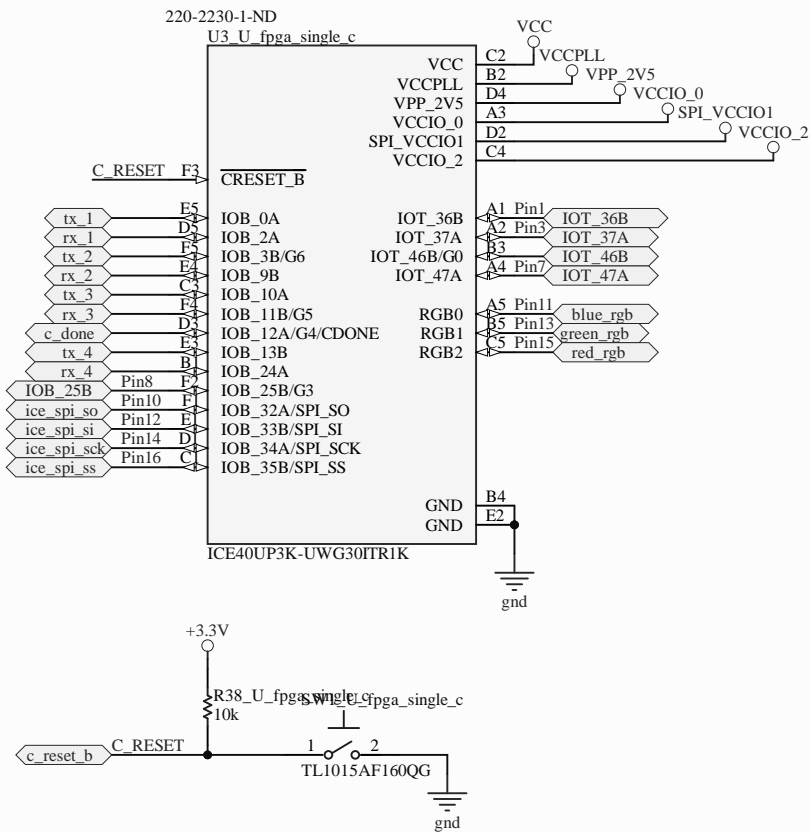 220-2230-1-ND
U3_U_fpga_single_c
VCC C2 VCC
VCCPLL B2 VCCPLL
VPP_2V5 D4 VPP_2V5
VCCIO_0 A3 VCCIO_0
SPI_VCCIO1 D2 SPI_VCCIO1
VCCIO_2 C4 VCCIO_2
C_RESET F3 CRESET_B
tx_1 E5 IOB_0A IOT_36B A1 Pin1 IOT_36B
rx_1 D5 IOB_2A IOT_37A A2 Pin3 IOT_37A
tx_2 F5 IOB_3B/G6 IOT_46B/G0 B3 IOT_46B
rx_2 E4 IOB_9B IOT_47A A4 Pin7 IOT_47A
tx_3 C3 IOB_10A
rx_3 F4 IOB_11B/G5 RGB0 A5 Pin11 blue_rgb
c_done D3 IOB_12A/G4/CDONE RGB1 B5 Pin13 green_rgb
tx_4 E3 IOB_13B RGB2 C5 Pin15 red_rgb
rx_4 B IOB_24A
IOB_25B Pin8 F2 IOB_25B/G3
ice_spi_so Pin10 F IOB_32A/SPI_SO
ice_spi_si Pin12 E IOB_33B/SPI_SI
ice_spi_sck Pin14 D IOB_34A/SPI_SCK
ice_spi_ss Pin16 C IOB_35B/SPI_SS
GND B4
GND E2
ICE40UP3K-UWG30ITR1K
gnd
+3.3V
R38_U_fpga_single_c
SW1_U_fpga_single_c
10k
c_reset_b C_RESET 1 2
TL1015AF160QG
gnd